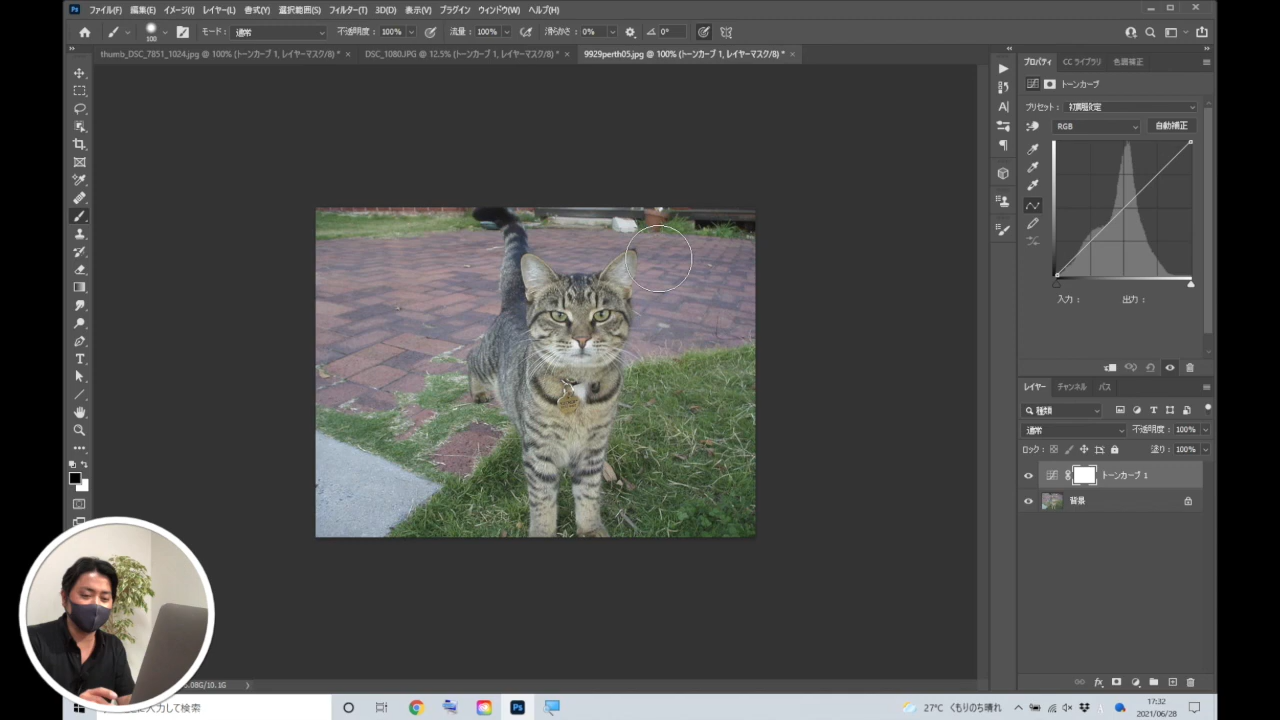 Ps ファイル(F) 編集(E) イメージ(I) レイヤー(L) 書式(Y) 選択範囲(S) フィルター(T) 3D(D) 表示(V) プラグイン ウィンドウ(W) ヘルプ(H)
100 モード： 通常 不透明度： 100% 流量： 100% 滑らかさ： 0% 0°
thumb_DSC_7851_1024.jpg @ 100% (トーンカーブ 1, レイヤーマスク/8) * × DSC_1080.JPG @ 12.5% (トーンカーブ 1, レイヤーマスク/8) * × 9929perth05.jpg @ 100% (トーンカーブ 1, レイヤーマスク/8) * ×
プロパティ CC ライブラリ 色調補正
トーンカーブ
プリセット： 初期設定
RGB 自動補正
入力： 出力：
レイヤー チャンネル パス
種類
通常 不透明度： 100%
ロック： 塗り： 100%
トーンカーブ 1
背景
0.08G/10.1G
に入力して検索
Ps
27°C くもりのち晴れ
17:32
2021/06/28